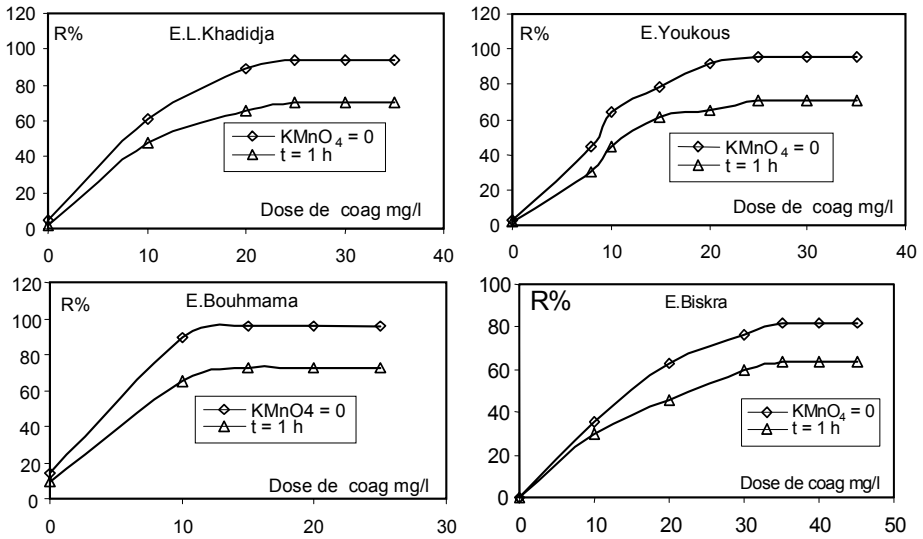 R%
E.L.Khadidja
120
100
80
60
40
20
0
KMnO4 = 0
t = 1 h
Dose de coag mg/l
0 10 20 30 40
R%
E.Youkous
120
100
80
60
40
20
0
KMnO4 = 0
t = 1 h
Dose de coag mg/l
0 10 20 30 40
R%
E.Bouhmama
120
100
80
60
40
20
0
KMnO4 = 0
t = 1 h
Dose de coag mg/l
0 10 20 30
R%
E.Biskra
100
80
60
40
20
0
KMnO4 = 0
t = 1 h
Dose de coag mg/l
0 10 20 30 40 50